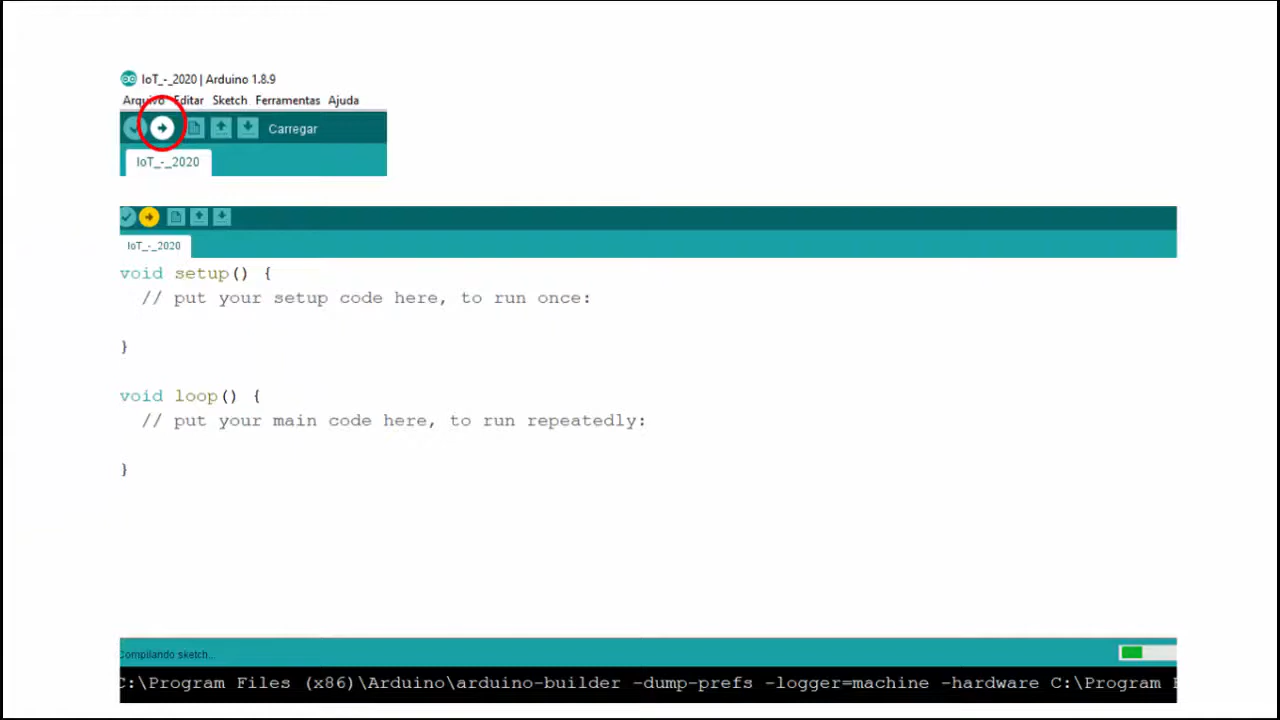 IoT_-_2020 | Arduino 1.8.9
Arquivo Editar Sketch Ferramentas Ajuda
Carregar
IoT_-_2020
IoT_-_2020
void setup() {
// put your setup code here, to run once:
}
void loop() {
// put your main code here, to run repeatedly:
}
Compilando sketch...
C:\Program Files (x86)\Arduino\arduino-builder -dump-prefs -logger=machine -hardware C:\Program